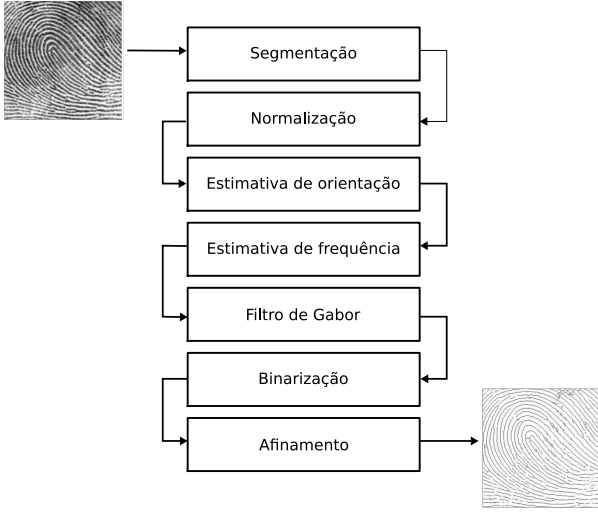 Segmentação
Normalização
Estimativa de orientação
Estimativa de frequência
Filtro de Gabor
Binarização
Afinamento